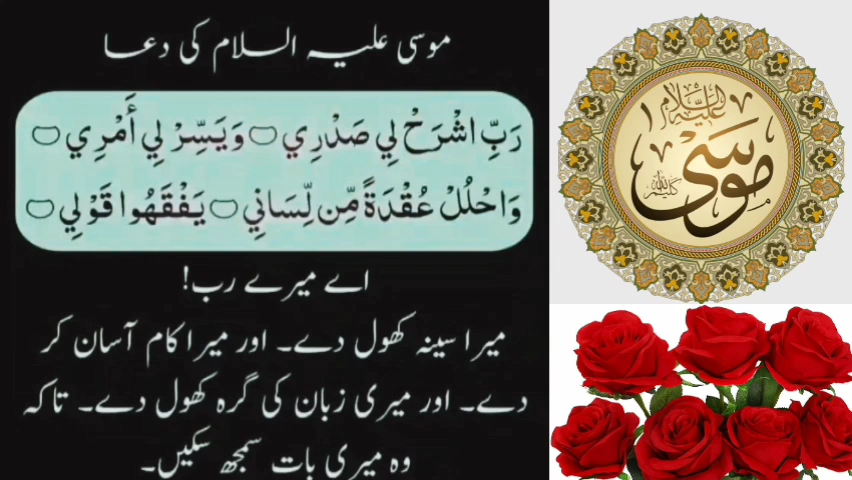 موسی علیہ السلام کی دعا
رَبِّ اشْرَحْ لِي صَدْرِي ۝ وَيَسِّرْ لِي أَمْرِي ۝
وَاحْلُلْ عُقْدَةً مِّن لِّسَانِي ۝ يَفْقَهُوا قَوْلِي ۝
اے میرے رب!
میرا سینہ کھول دے۔ اور میرا کام آسان کر
دے۔ اور میری زبان کی گرہ کھول دے۔ تاکہ
وہ میری بات سمجھ سکیں۔
عليه السلام
موسى
كليم الله